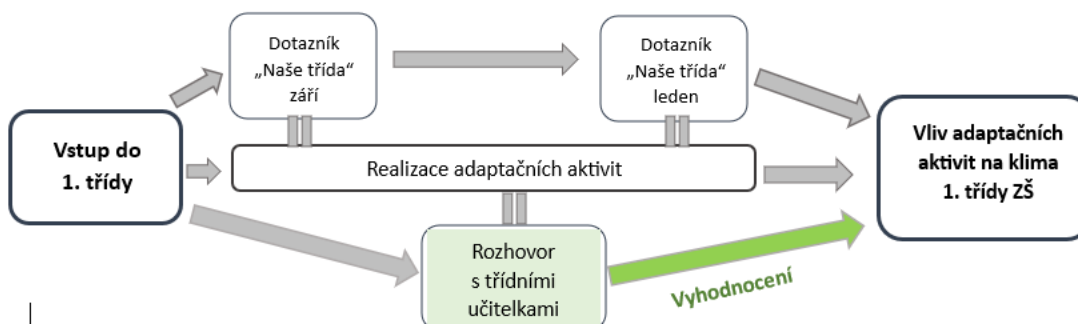 Dotazník
„Naše třída“
září
Dotazník
„Naše třída“
leden
Vstup do
1. třídy
Realizace adaptačních aktivit
Vliv adaptačních
aktivit na klima
1. třídy ZŠ
Rozhovor
s třídními
učitelkami
Vyhodnocení